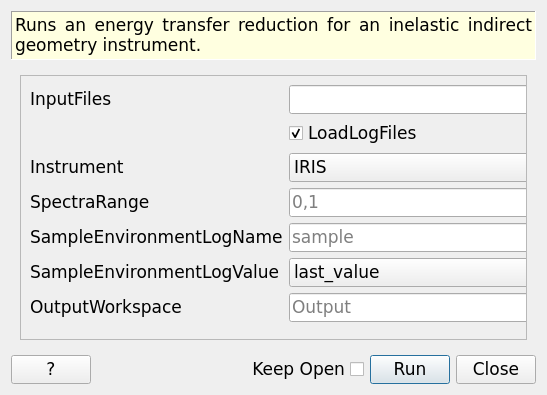 Runs an energy transfer reduction for an inelastic indirect
geometry instrument.
InputFiles
LoadLogFiles
Instrument IRIS
SpectraRange 0,1
SampleEnvironmentLogName sample
SampleEnvironmentLogValue last_value
OutputWorkspace Output
? Keep Open Run Close